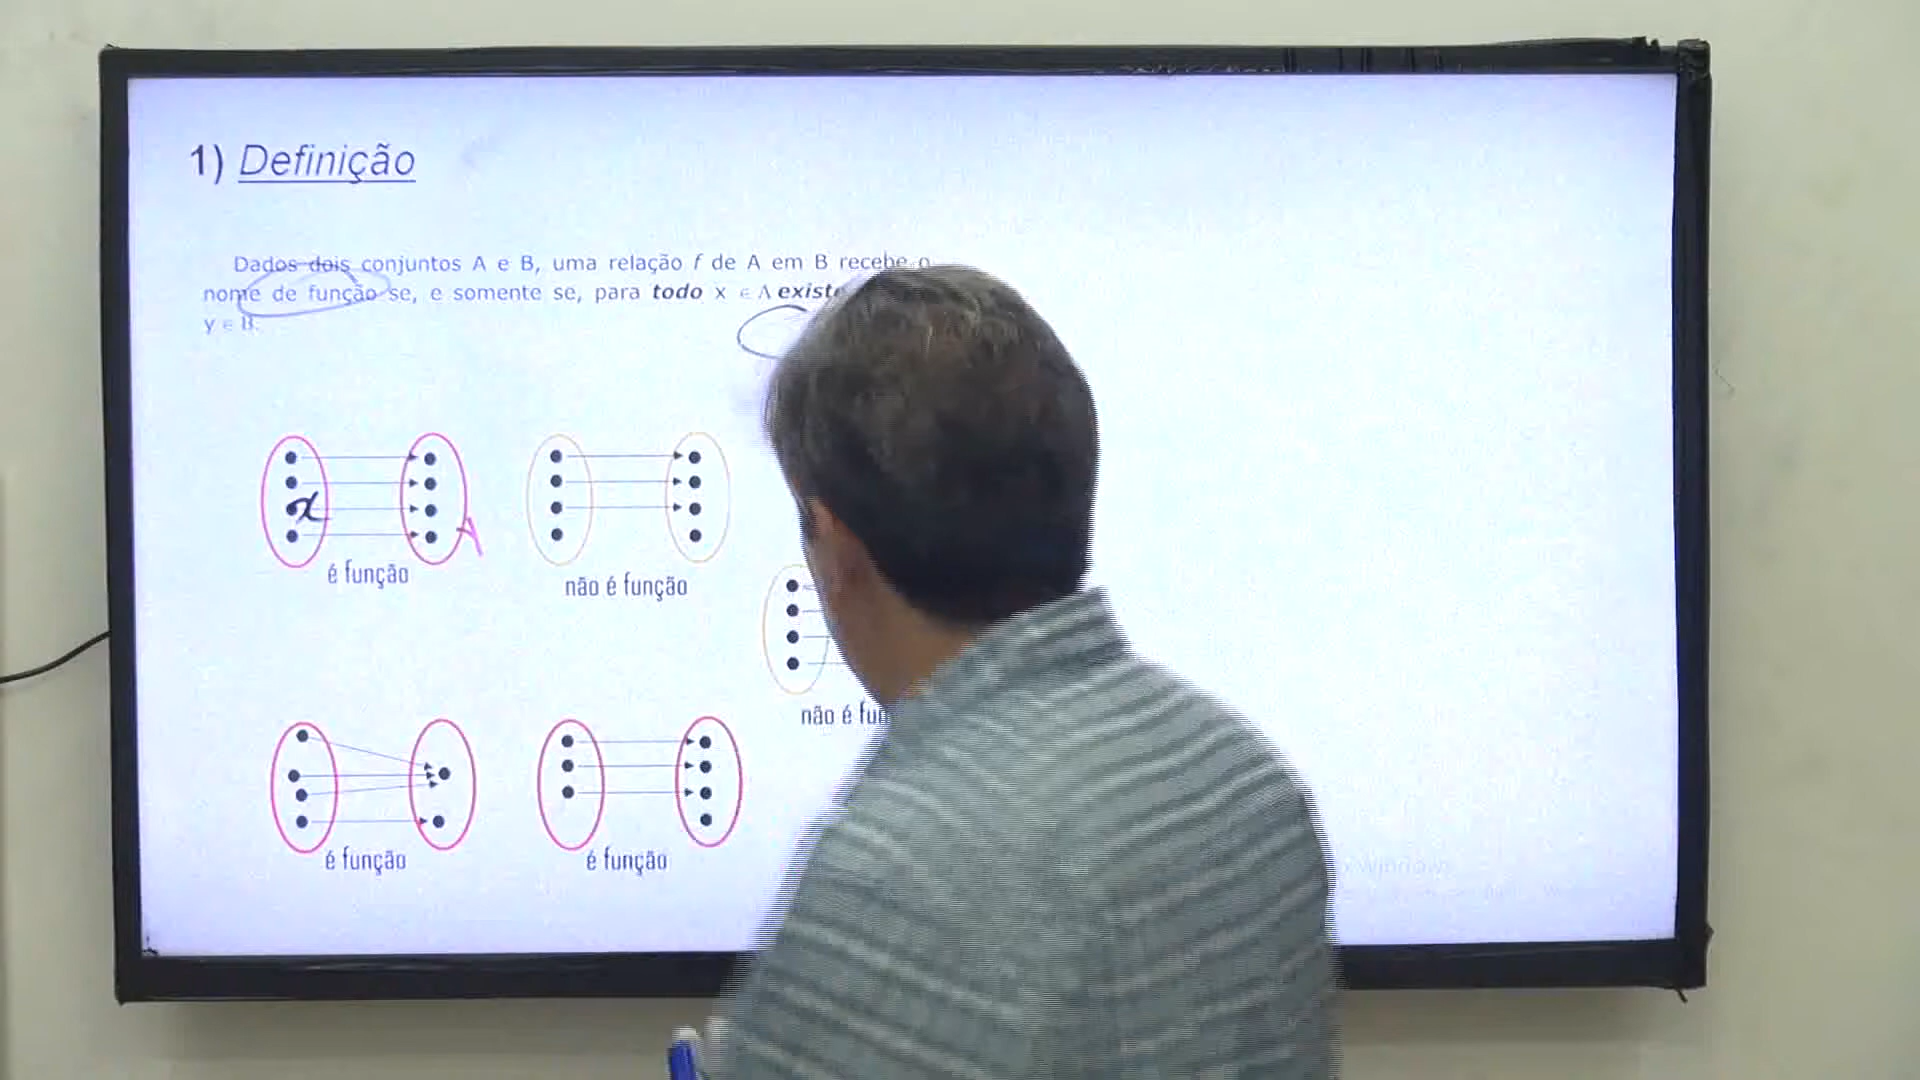 1) Definição
Dados dois conjuntos A e B, uma relação f de A em B recebe o
nome de função se, e somente se, para todo x ∈ A existe
y ∈ B.
x
é função
não é função
não é fun
é função
é função